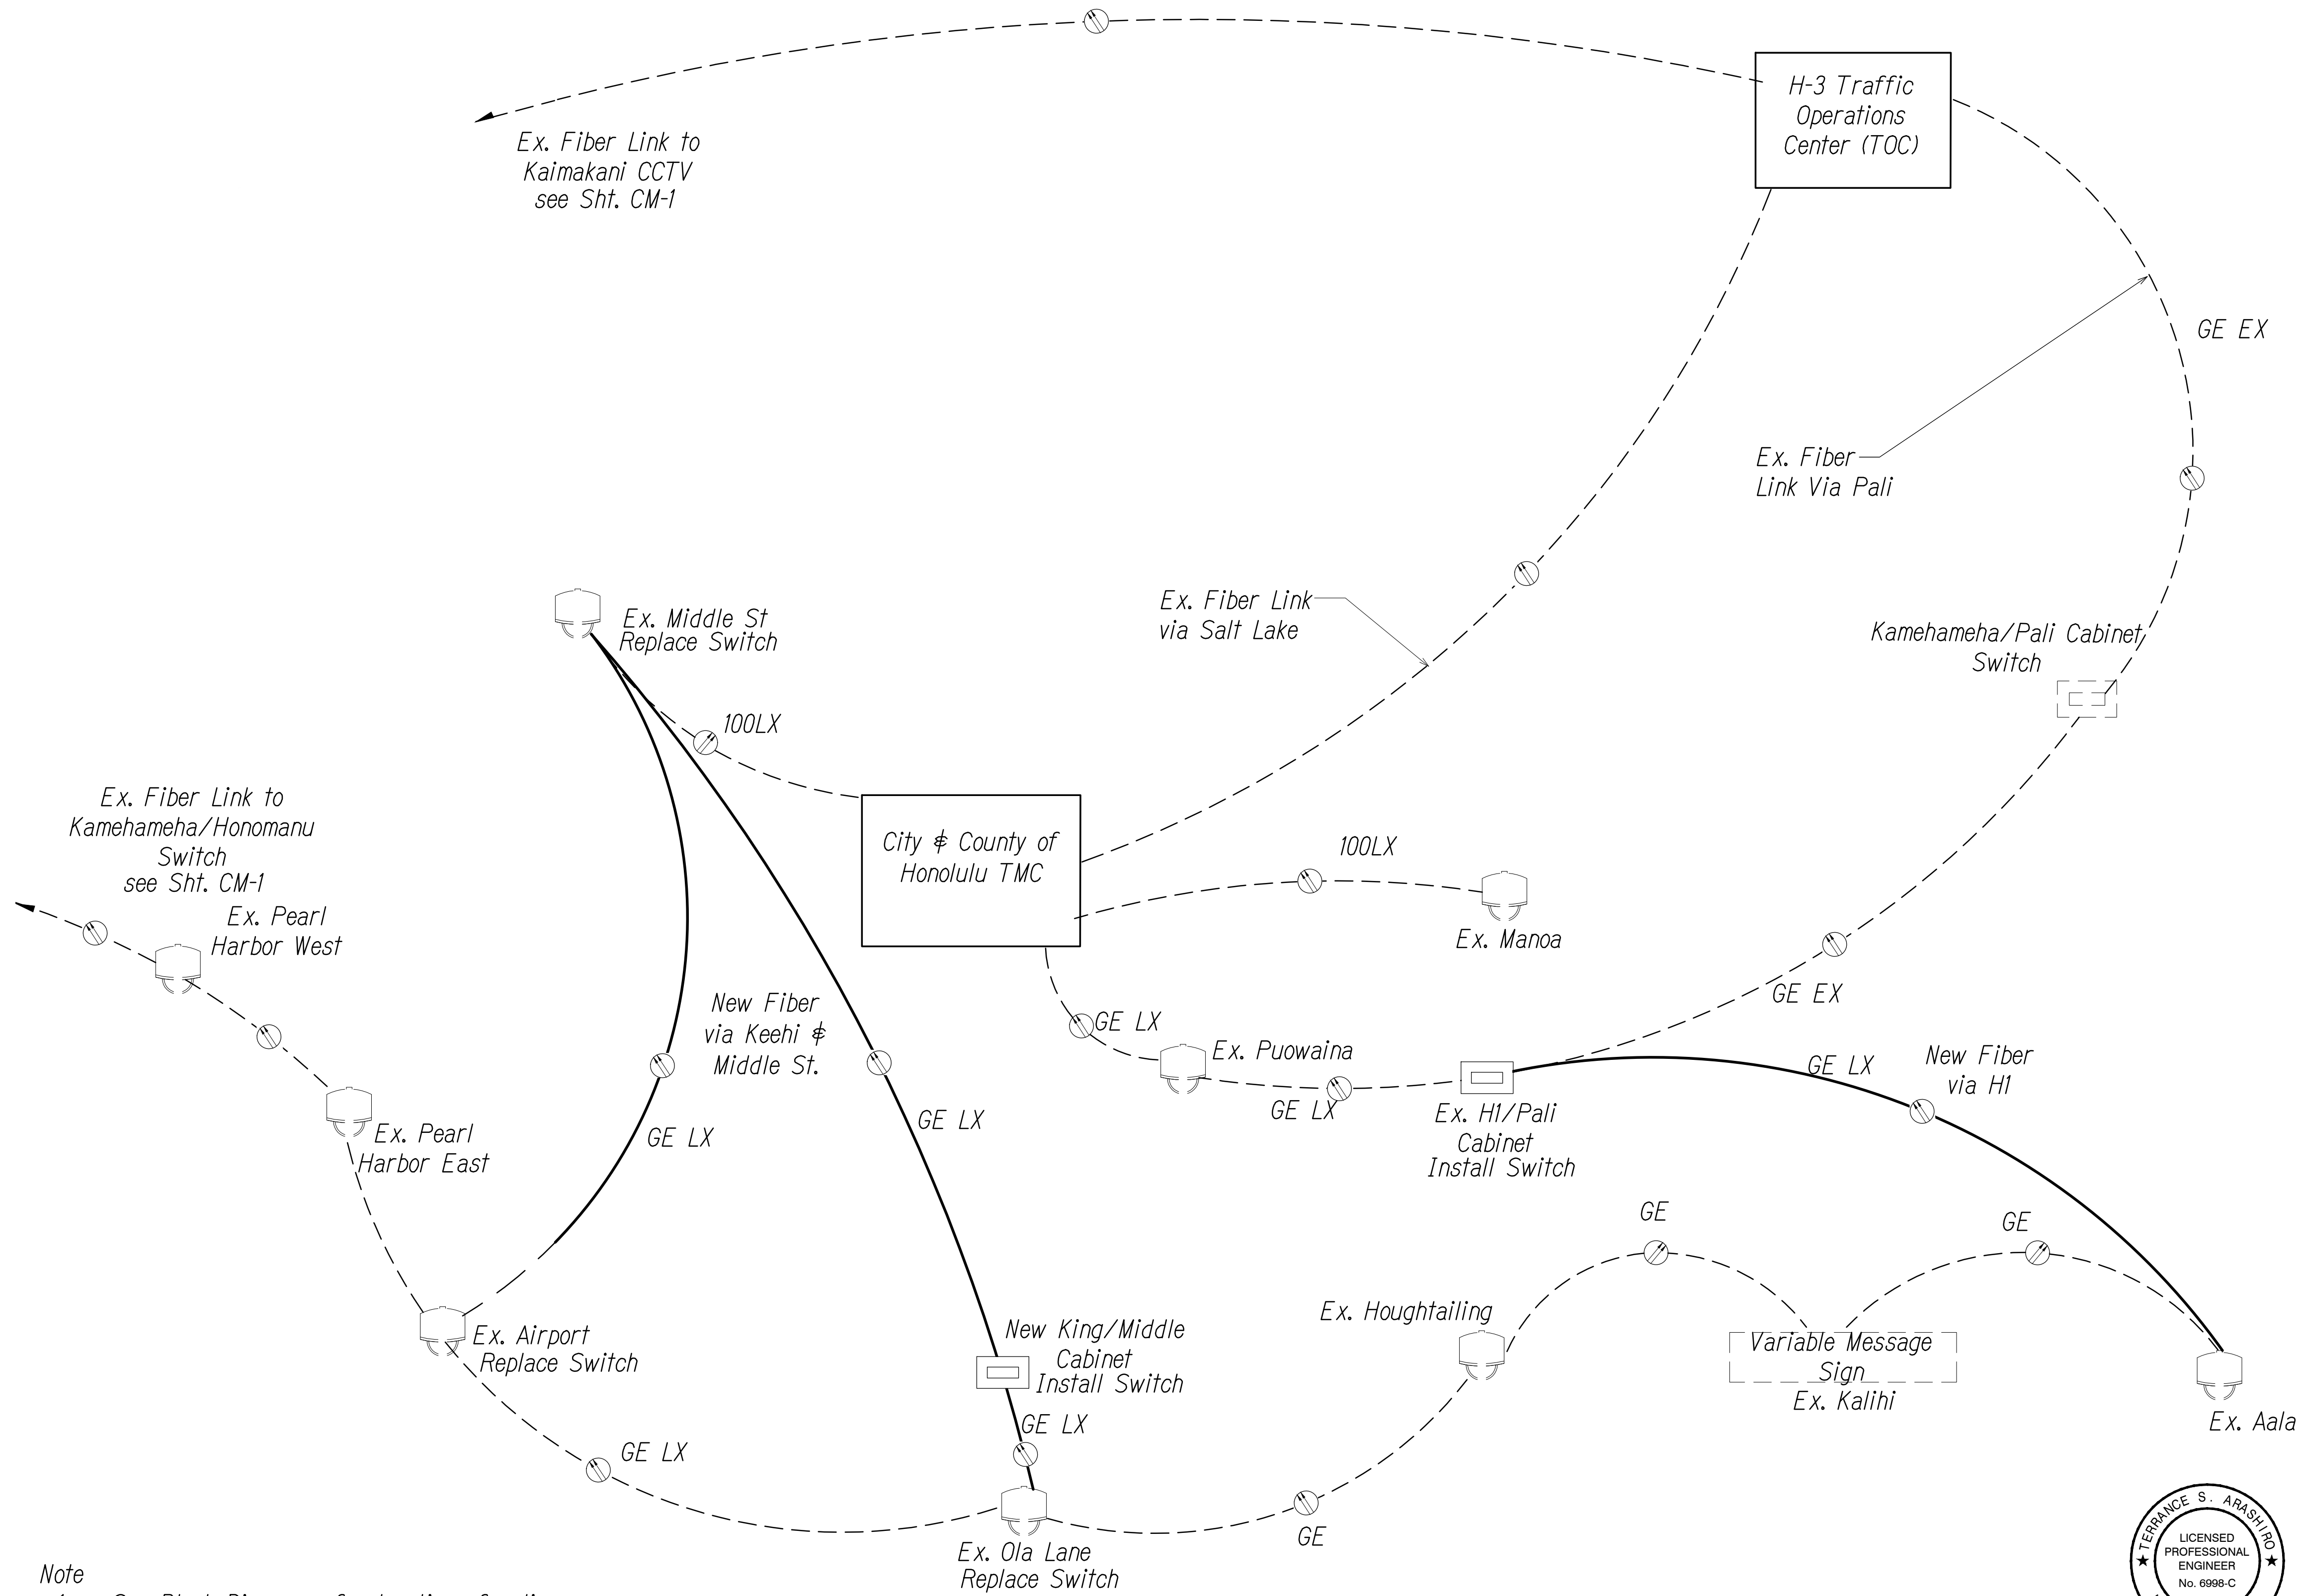 H-3 Traffic
Operations
Center (TOC)
Ex. Fiber Link to
Kaimakani CCTV
see Sht. CM-1
GE EX
Ex. Fiber
Link Via Pali
Ex. Middle St
Replace Switch
Ex. Fiber Link
via Salt Lake
Kamehameha/Pali Cabinet
Switch
100LX
Ex. Fiber Link to
Kamehameha/Honomanu
Switch
see Sht. CM-1
City & County of
Honolulu TMC
100LX
Ex. Pearl
Harbor West
Ex. Manoa
New Fiber
via Keehi &
Middle St.
GE EX
GE LX
Ex. Puowaina
GE LX
Ex. H1/Pali
Cabinet
Install Switch
GE LX
New Fiber
via H1
Ex. Pearl
Harbor East
GE LX
GE LX
GE
GE
Ex. Airport
Replace Switch
New King/Middle
Cabinet
Install Switch
Ex. Houghtailing
Variable Message
Sign
Ex. Kalihi
Ex. Aala
GE LX
GE LX
GE
Ex. Ola Lane
Replace Switch
Note
TERRANCE S. ARASHIRO
LICENSED
PROFESSIONAL
ENGINEER
No. 6998-C